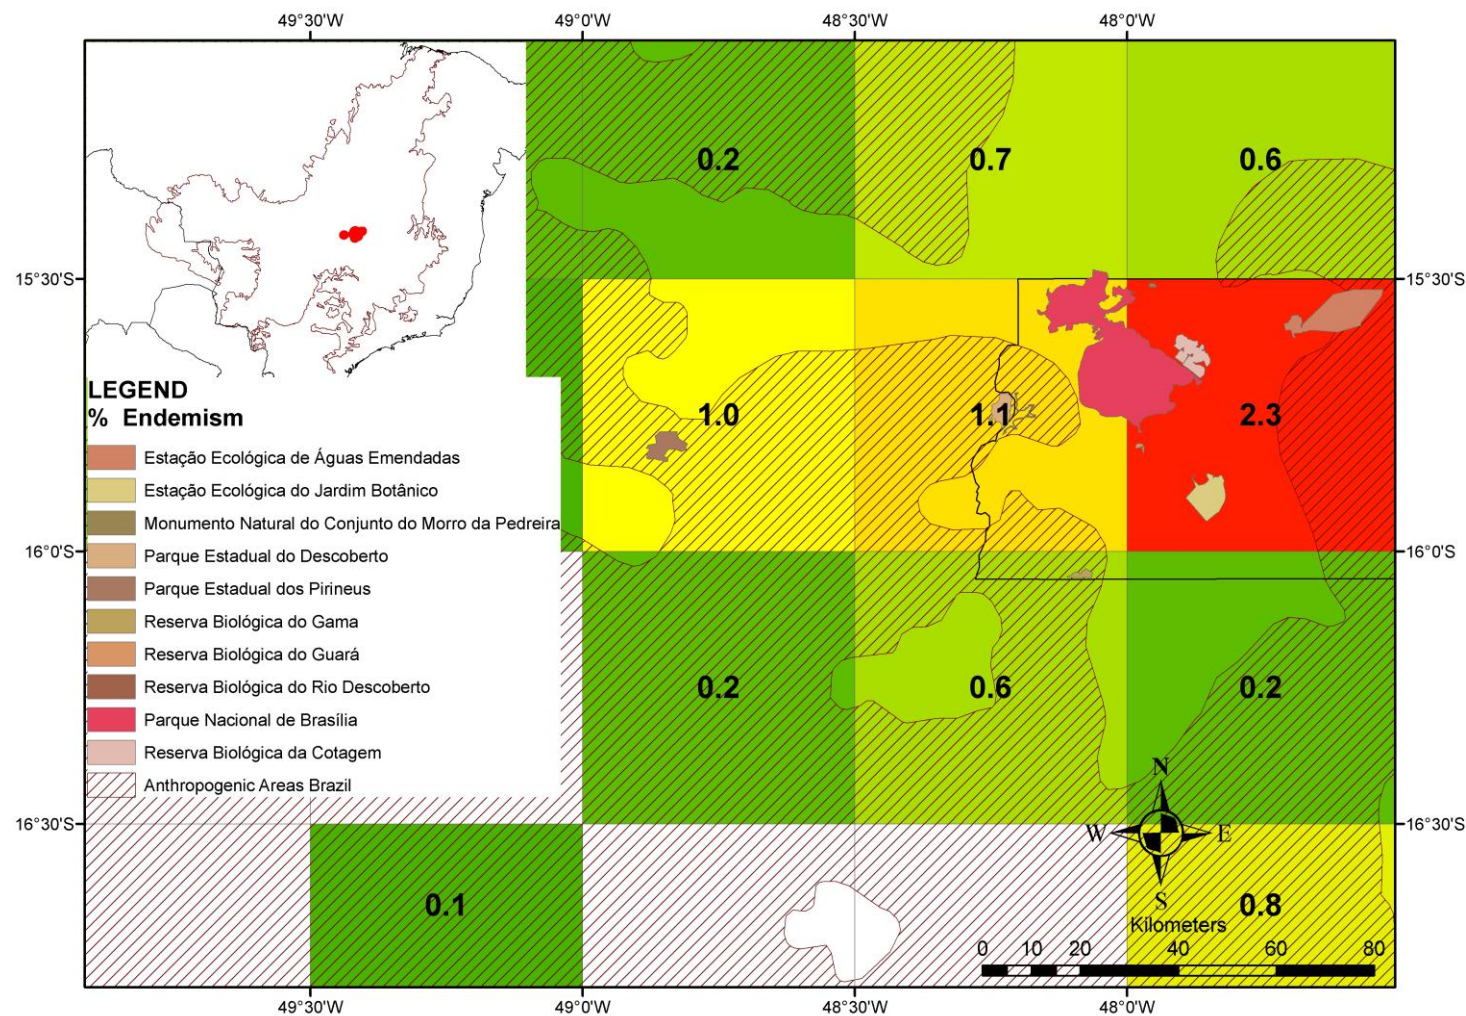 49°30'W 49°0'W 48°30'W 48°0'W
0.2 0.7 0.6
15°30'S 15°30'S
LEGEND
% Endemism
1.0 1.1 2.3
Estação Ecológica de Águas Emendadas
Estação Ecológica do Jardim Botânico
Monumento Natural do Conjunto do Morro da Pedreira
Parque Estadual do Descoberto
16°0'S 16°0'S
Parque Estadual dos Pirineus
Reserva Biológica do Gama
Reserva Biológica do Guará
Reserva Biológica do Rio Descoberto
0.2 0.6 0.2
Parque Nacional de Brasília
Reserva Biológica da Cotagem
Anthropogenic Areas Brazil
N
16°30'S 16°30'S
W E
S
0.1 0.8
Kilometers
0 10 20 40 60 80
49°30'W 49°0'W 48°30'W 48°0'W